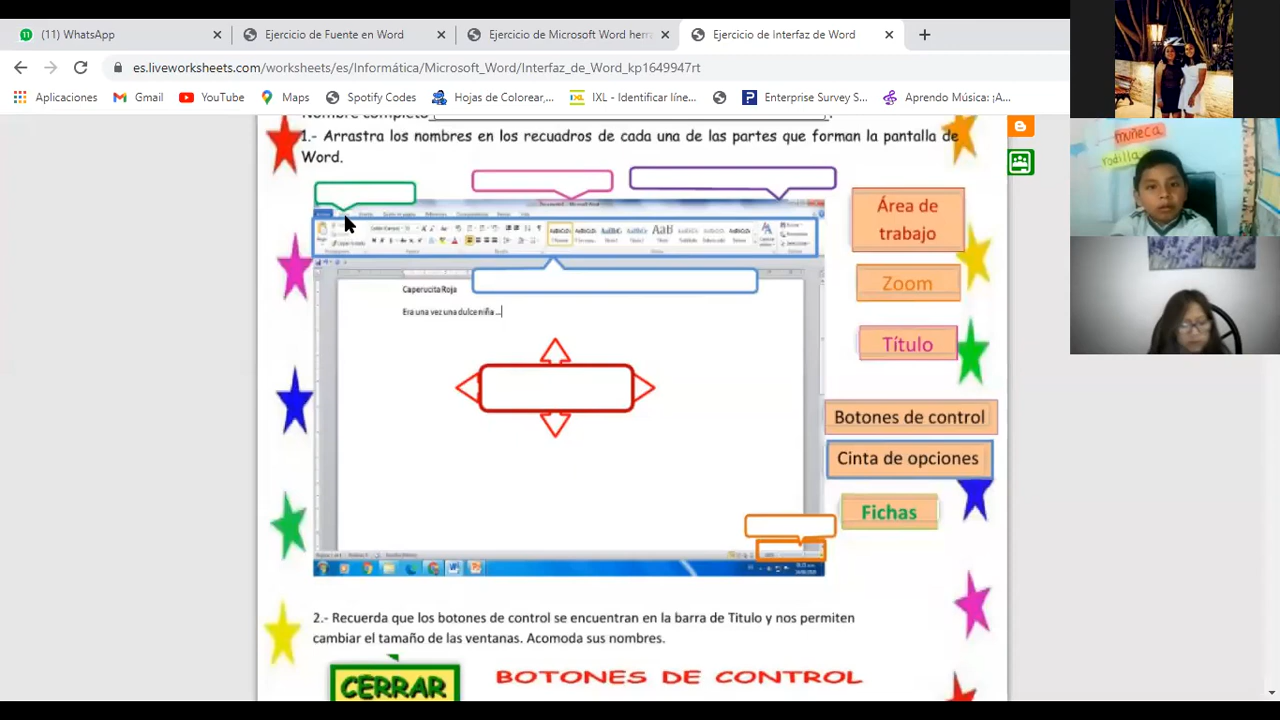 (11) WhatsApp
Ejercicio de Fuente en Word
Ejercicio de Microsoft Word herr
Ejercicio de Interfaz de Word
es.liveworksheets.com/worksheets/es/Informática/Microsoft_Word/Interfaz_de_Word_kp1649947rt
Aplicaciones
Gmail
YouTube
Maps
Spotify Codes
Hojas de Colorear,...
IXL - Identificar líne...
Enterprise Survey S...
Aprendo Música: ¡A...
muñeca
rodilla
Nombre completo
1.- Arrastra los nombres en los recuadros de cada una de las partes que forman la pantalla de
Word.
Área de
trabajo
Zoom
Título
Botones de control
Cinta de opciones
Fichas
Caperucita Roja
Era una vez una dulce niña ...
2.- Recuerda que los botones de control se encuentran en la barra de Titulo y nos permiten
cambiar el tamaño de las ventanas. Acomoda sus nombres.
CERRAR
BOTONES DE CONTROL